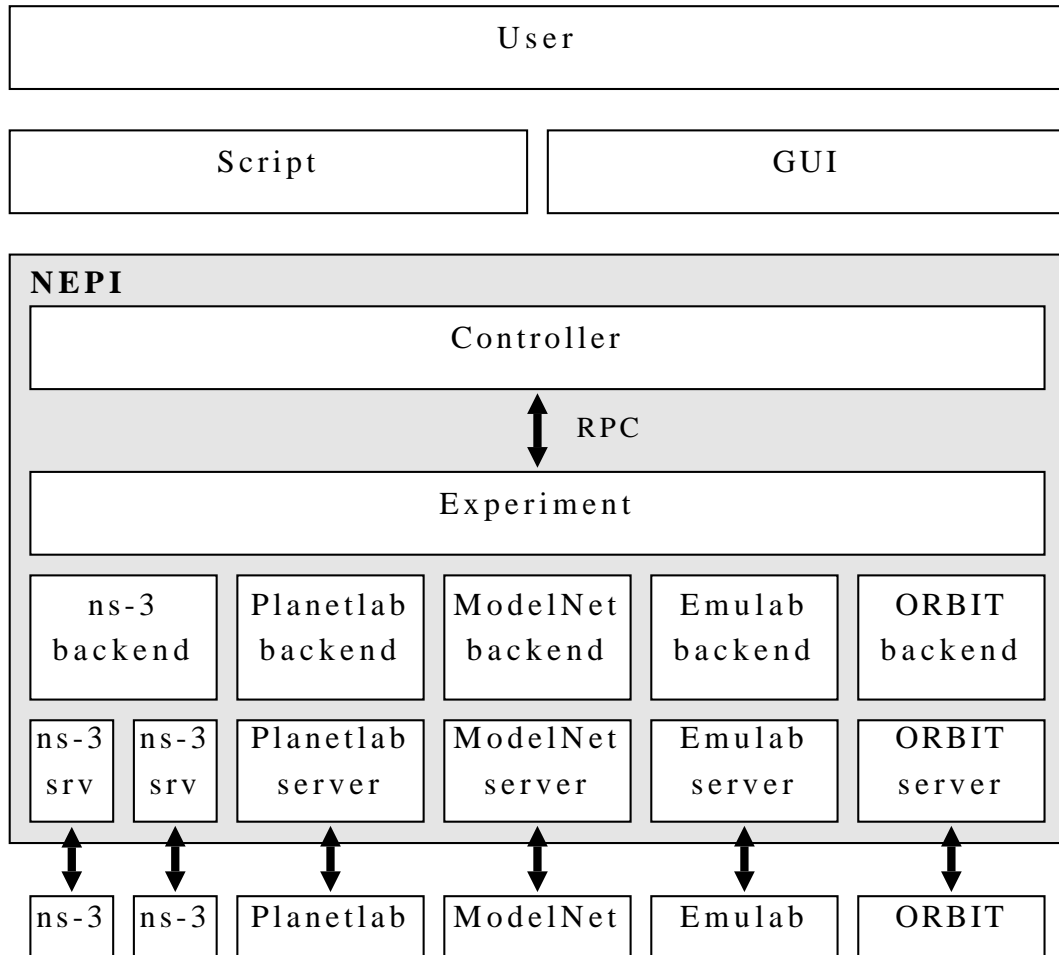 User
Script GUI
NEPI
Controller
RPC
Experiment
ns-3 Planetlab ModelNet Emulab ORBIT
backend backend backend backend backend
ns-3 ns-3 Planetlab ModelNet Emulab ORBIT
srv srv server server server server
ns-3 ns-3 Planetlab ModelNet Emulab ORBIT